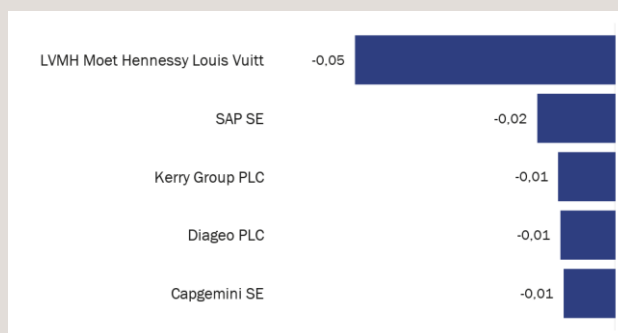 LVMH Moet Hennessy Louis Vuitt -0,05
SAP SE -0,02
Kerry Group PLC -0,01
Diageo PLC -0,01
Capgemini SE -0,01